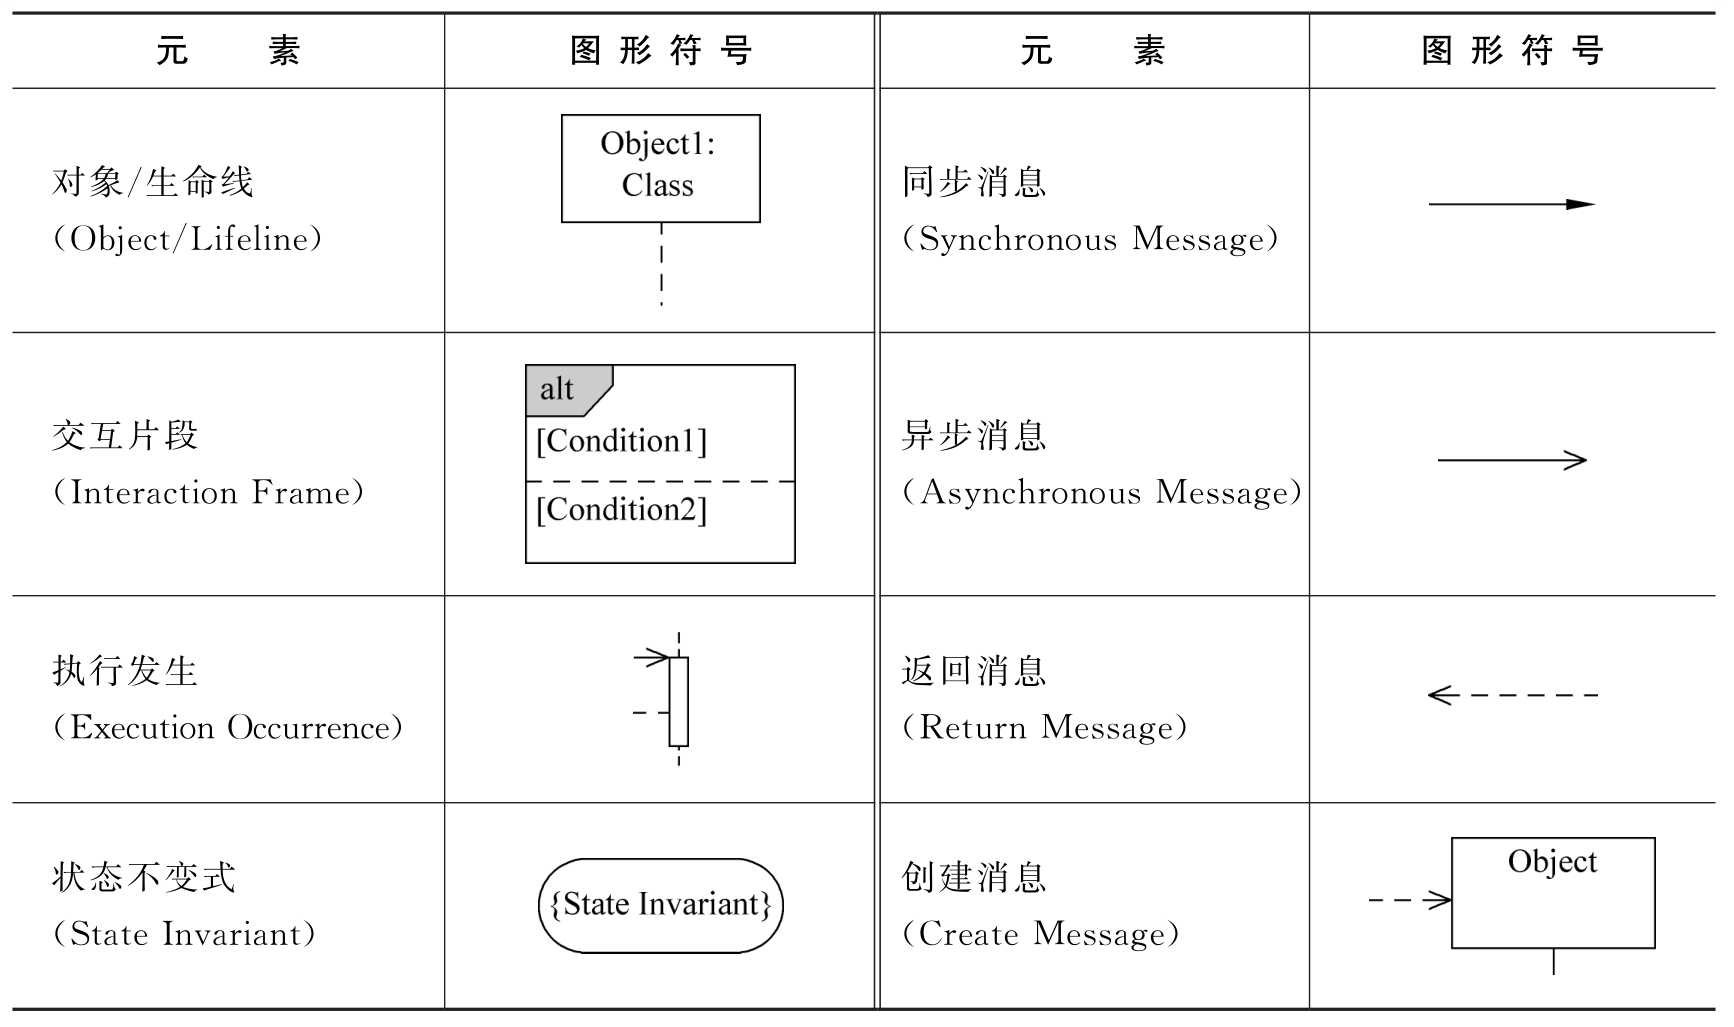 元 素 图形符号 元 素 图形符号
对象/生命线
(Object/Lifeline)
Object1:
Class
同步消息
(Synchronous Message)
交互片段
(Interaction Frame)
alt
[Condition1]
[Condition2]
异步消息
(Asynchronous Message)
执行发生
(Execution Occurrence)
返回消息
(Return Message)
状态不变式
(State Invariant)
{State Invariant}
创建消息
(Create Message)
Object